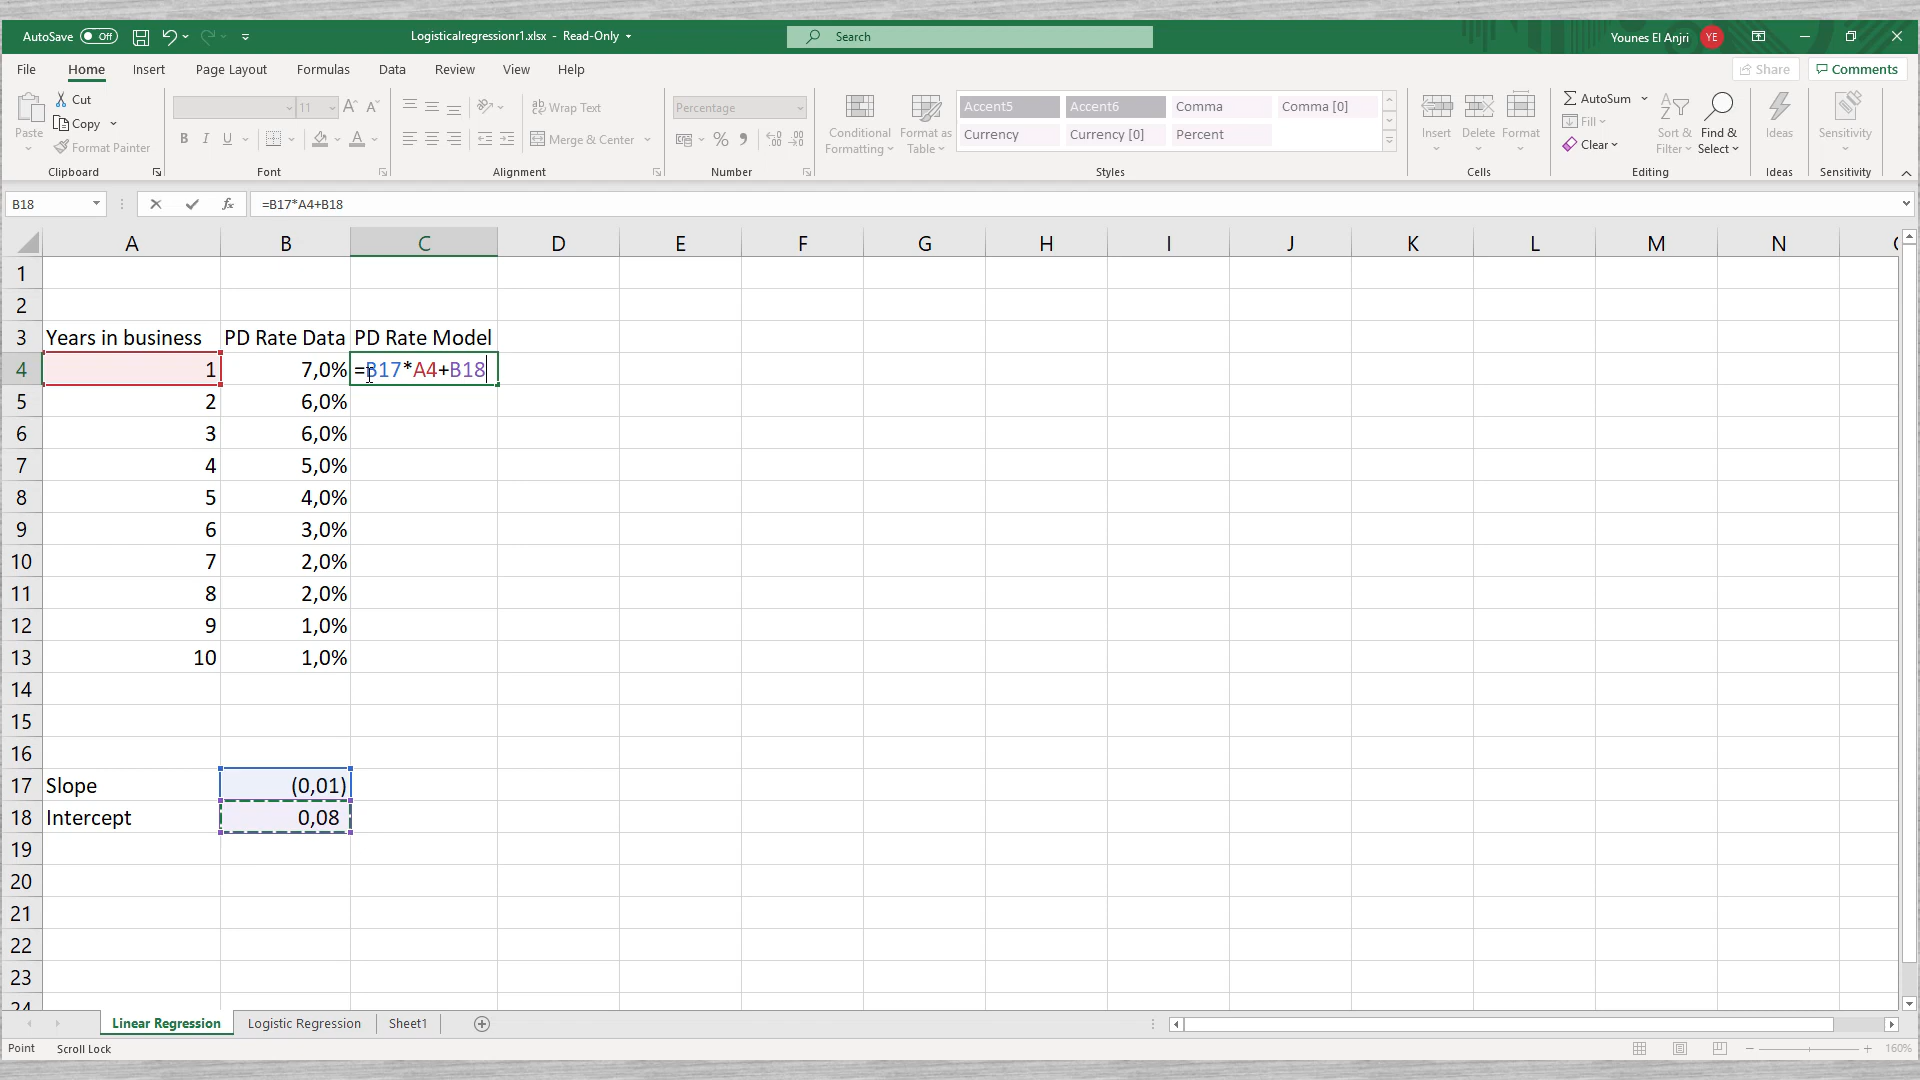 AutoSave Off Logisticalregressionr1.xlsx - Read-Only Search Younes El Anjri YE
File Home Insert Page Layout Formulas Data Review View Help Share Comments
Paste Cut Copy Format Painter Clipboard
11 A A B I U A Font
ab Wrap Text Merge & Center Alignment
Percentage % Number
Conditional Formatting Format as Table
Accent5 Accent6 Comma Comma [0]
Currency Currency [0] Percent
Styles
Insert Delete Format Cells
AutoSum Fill Clear Sort & Filter Find & Select Editing
Ideas Ideas
Sensitivity Sensitivity
B18 fx =B17*A4+B18
A B C D E F G H I J K L M N
1
2
3 Years in business PD Rate Data PD Rate Model
4 1 7,0% =B17*A4+B18
5 2 6,0%
6 3 6,0%
7 4 5,0%
8 5 4,0%
9 6 3,0%
10 7 2,0%
11 8 2,0%
12 9 1,0%
13 10 1,0%
14
15
16
17 Slope (0,01)
18 Intercept 0,08
19
20
21
22
23
24
Linear Regression Logistic Regression Sheet1
Point Scroll Lock 160%